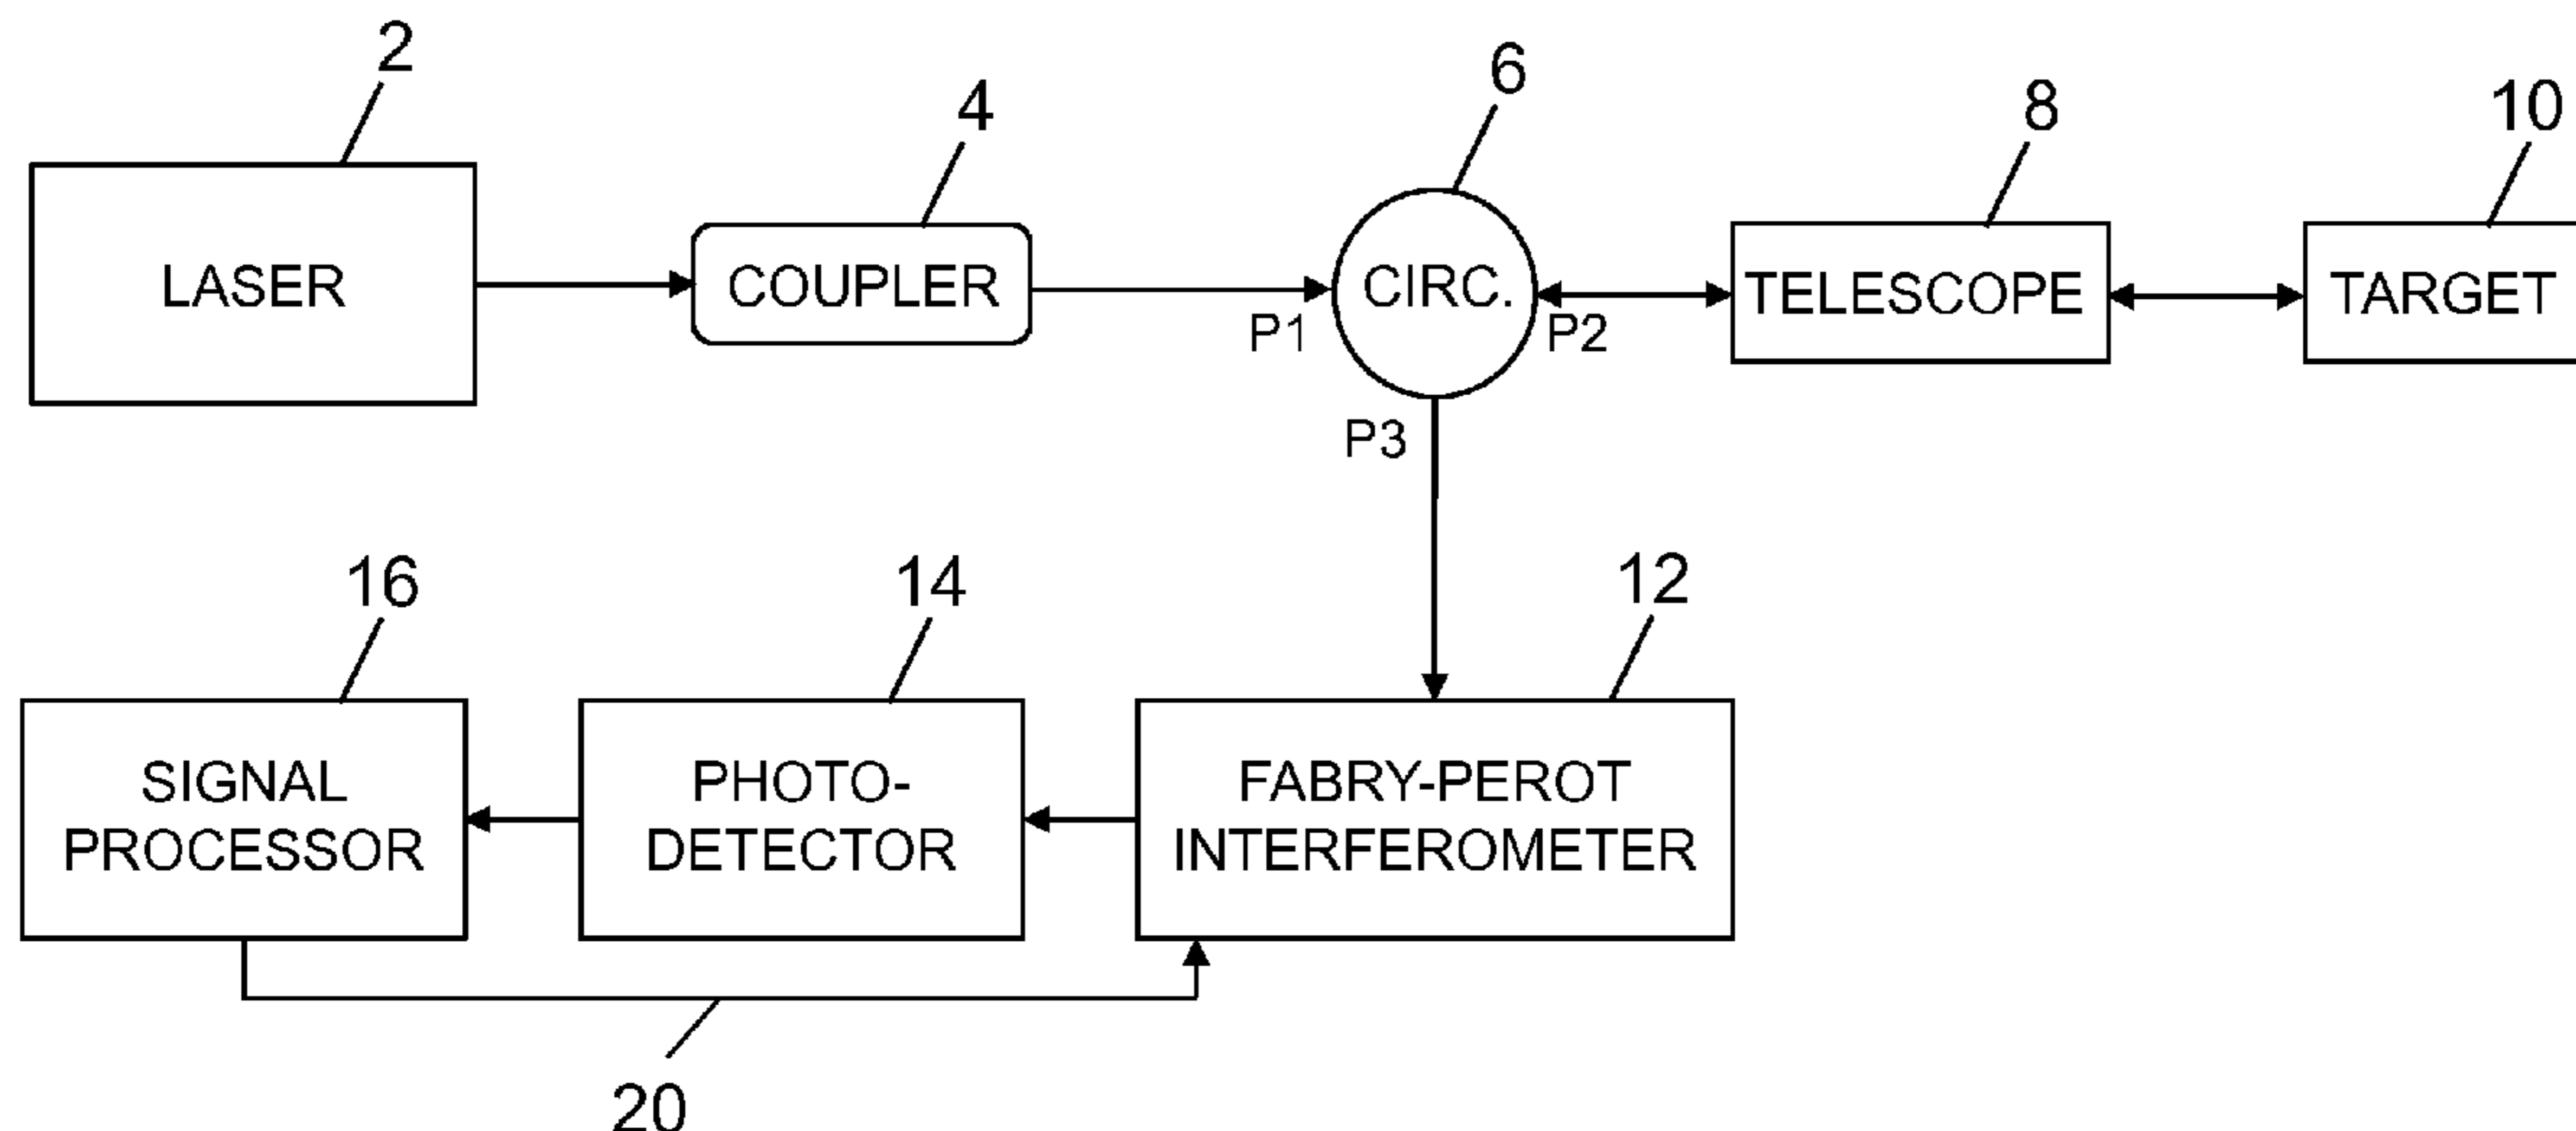 2
4
6
8
10
LASER
COUPLER
CIRC.
TELESCOPE
TARGET
P1
P2
P3
16
14
12
SIGNAL
PROCESSOR
PHOTO-
DETECTOR
FABRY-PEROT
INTERFEROMETER
20